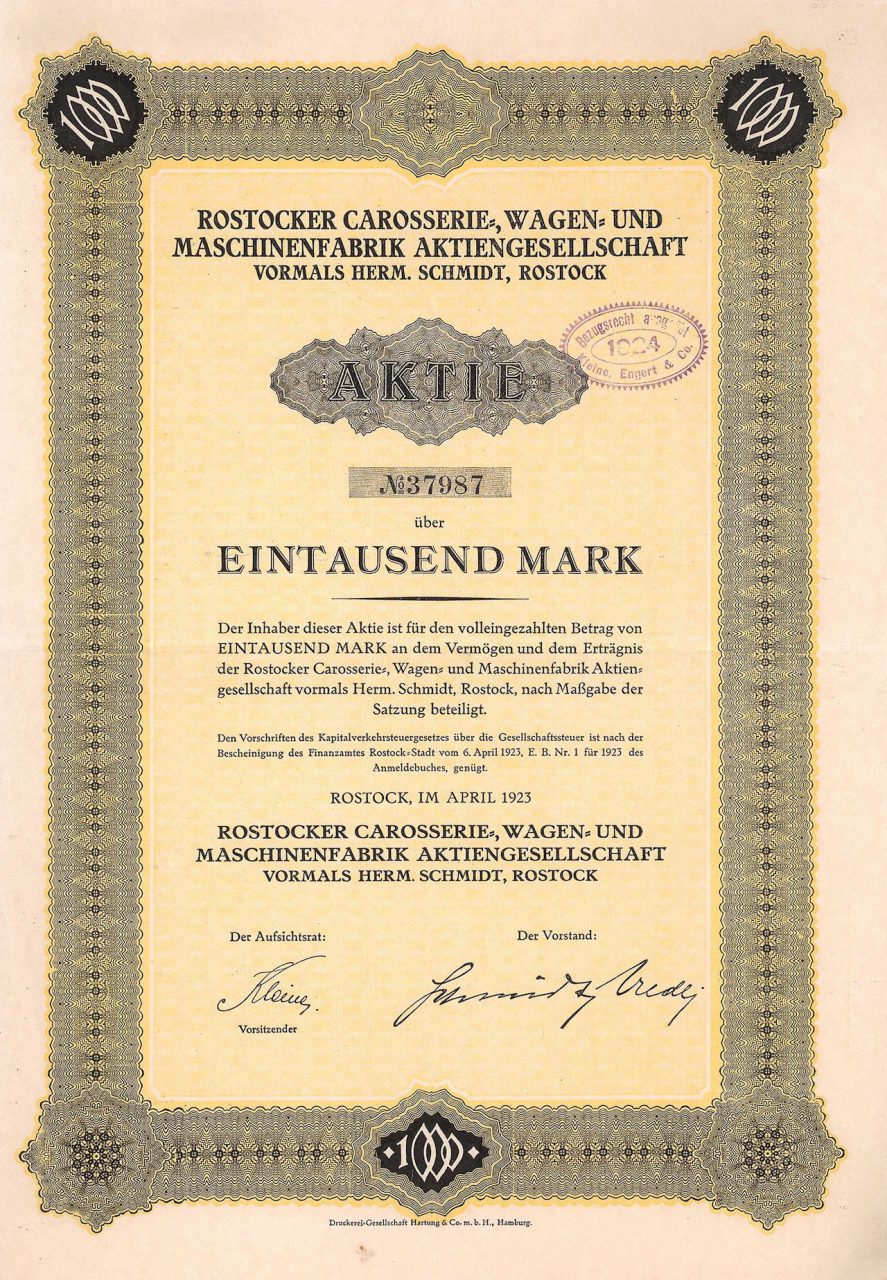 1000 1000
ROSTOCKER CAROSSERIE-, WAGEN- UND
MASCHINENFABRIK AKTIENGESELLSCHAFT
VORMALS HERM. SCHMIDT, ROSTOCK
Bezugsrecht
1924
Kleine, Engert & Co.
AKTIE
№37987
über
EINTAUSEND MARK
Der Inhaber dieser Aktie ist für den volleingezahlten Betrag von
EINTAUSEND MARK an dem Vermögen und dem Erträgnis
der Rostocker Carosserie-, Wagen- und Maschinenfabrik Aktien-
gesellschaft vormals Herm. Schmidt, Rostock, nach Maßgabe der
Satzung beteiligt.
Den Vorschriften des Kapitalverkehrsteuergesetzes über die Gesellschaftssteuer ist nach der
Bescheinigung des Finanzamtes Rostock-Stadt vom 6. April 1923, E. B. Nr. 1 für 1923 des
Anmeldebuches, genügt.
ROSTOCK, IM APRIL 1923
ROSTOCKER CAROSSERIE-, WAGEN- UND
MASCHINENFABRIK AKTIENGESELLSCHAFT
VORMALS HERM. SCHMIDT, ROSTOCK
Der Aufsichtsrat: Der Vorstand:
Kleine. Schmidt
Vorsitzender
1000
Druckerei-Gesellschaft Hartung & Co. m. b. H., Hamburg.